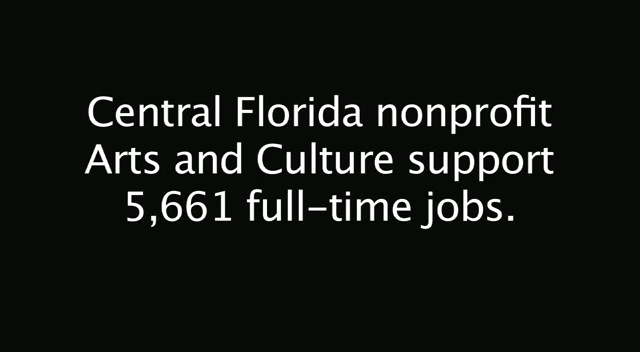 Central Florida nonprofit
Arts and Culture support
5,661 full-time jobs.